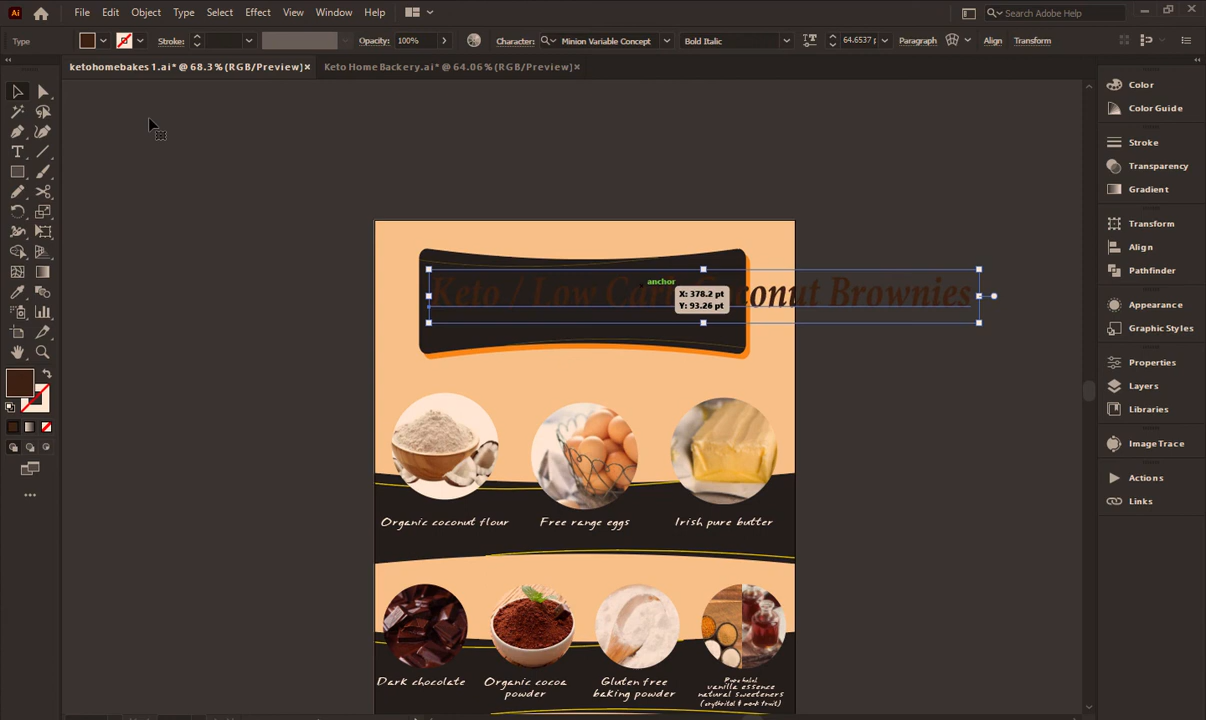 Ai File Edit Object Type Select Effect View Window Help Search Adobe Help
Type Stroke: Opacity: 100% Character: Minion Variable Concept Bold Italic 64.6537 pt Paragraph Align Transform
ketohomebakes 1.ai* @ 68.3% (RGB/Preview) × Keto Home Backery.ai* @ 64.06% (RGB/Preview) ×
Color
Color Guide
Stroke
Transparency
Gradient
Transform
Align
Pathfinder
Appearance
Graphic Styles
Properties
Layers
Libraries
Image Trace
Actions
Links
Keto / Low Carb Coconut Brownies
anchor
X: 378.2 pt
Y: 93.26 pt
Organic coconut flour Free range eggs Irish pure butter
Dark chocolate
Organic cocoa
powder
Gluten free
baking powder
Pure halal
vanilla essence
natural sweeteners
(erythritol & monk fruit)